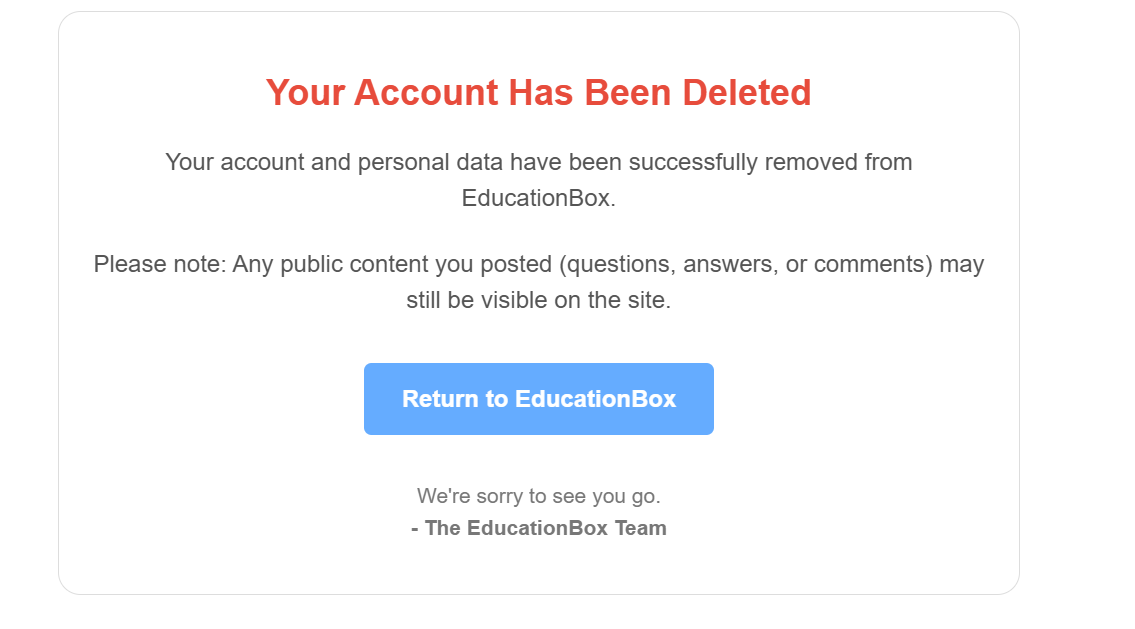 Your Account Has Been Deleted
Your account and personal data have been successfully removed from
EducationBox.
Please note: Any public content you posted (questions, answers, or comments) may
still be visible on the site.
Return to EducationBox
We're sorry to see you go.
- The EducationBox Team